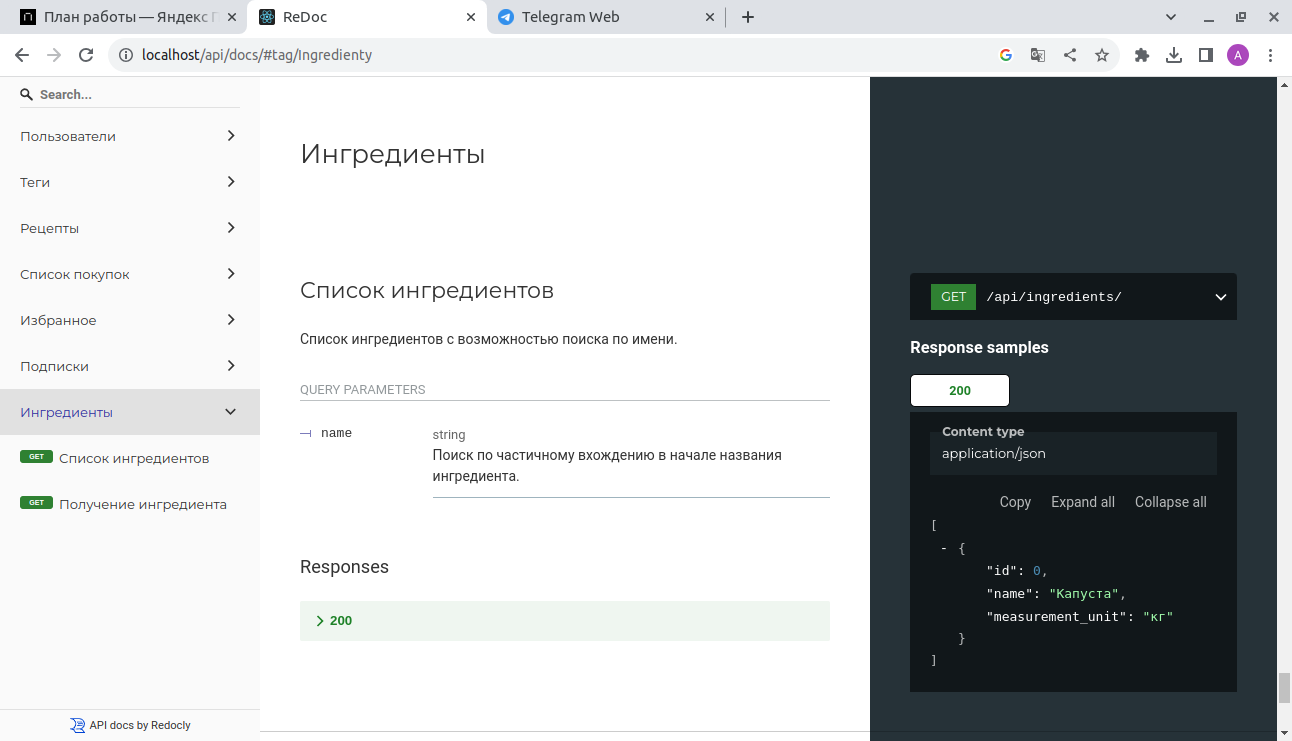 План работы — Яндекс П
ReDoc
Telegram Web
localhost/api/docs/#tag/Ingredienty
A
Search...
Пользователи
Теги
Рецепты
Список покупок
Избранное
Подписки
Ингредиенты
GET Список ингредиентов
GET Получение ингредиента
API docs by Redocly
Ингредиенты
Список ингредиентов
Список ингредиентов с возможностью поиска по имени.
QUERY PARAMETERS
name
string
Поиск по частичному вхождению в начале названия
ингредиента.
Responses
200
GET /api/ingredients/
Response samples
200
Content type
application/json
Copy Expand all Collapse all
[
- {
"id": 0,
"name": "Капуста",
"measurement_unit": "кг"
}
]